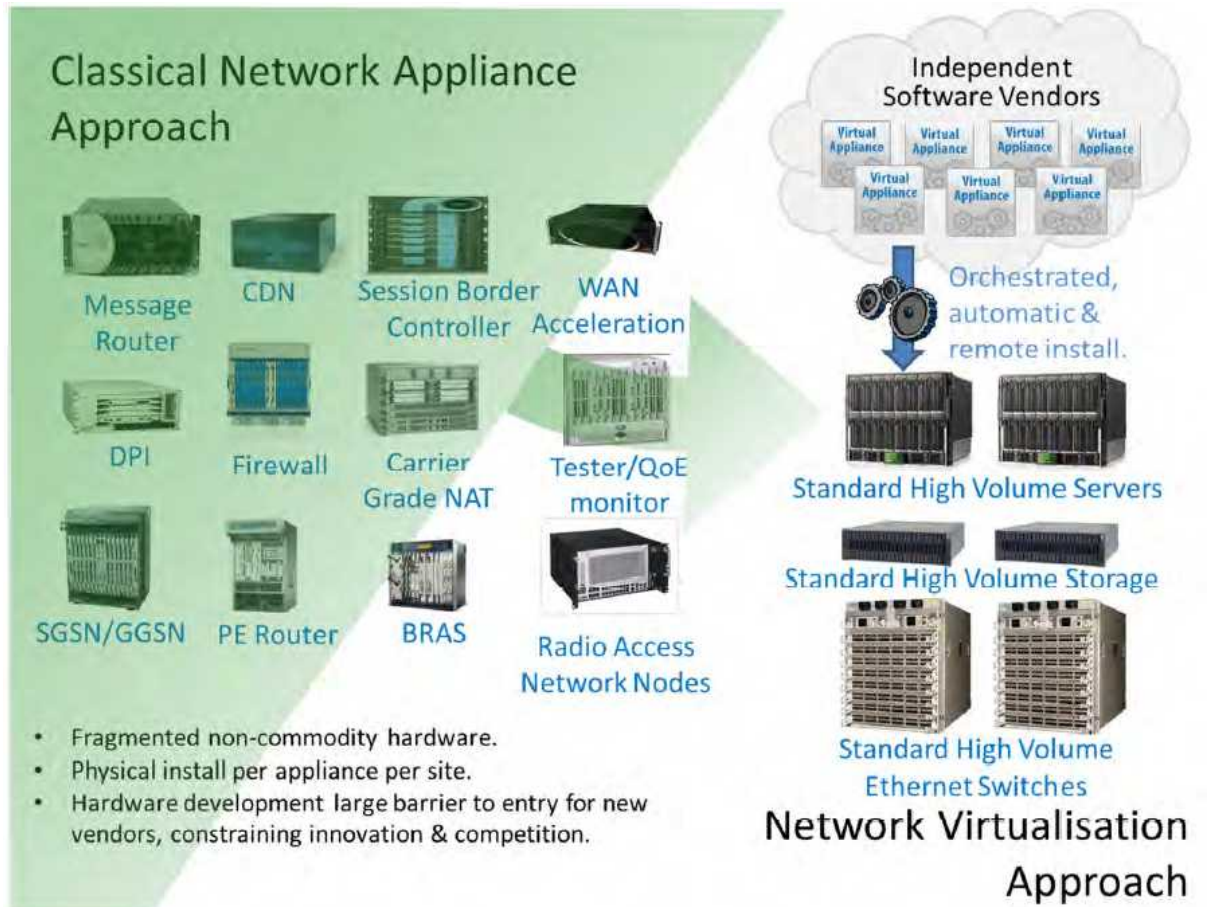 Classical Network Appliance
Approach
Message
Router
CDN
Session Border
Controller
WAN
Acceleration
DPI
Firewall
Carrier
Grade NAT
Tester/QoE
monitor
SGSN/GGSN
PE Router
BRAS
Radio Access
Network Nodes
• Fragmented non-commodity hardware.
• Physical install per appliance per site.
• Hardware development large barrier to entry for new
vendors, constraining innovation & competition.
Independent
Software Vendors
Virtual
Appliance
Virtual
Appliance
Virtual
Appliance
Virtual
Appliance
Virtual
Appliance
Virtual
Appliance
Virtual
Appliance
Orchestrated,
automatic &
remote install.
Standard High Volume Servers
Standard High Volume Storage
Standard High Volume
Ethernet Switches
Network Virtualisation
Approach